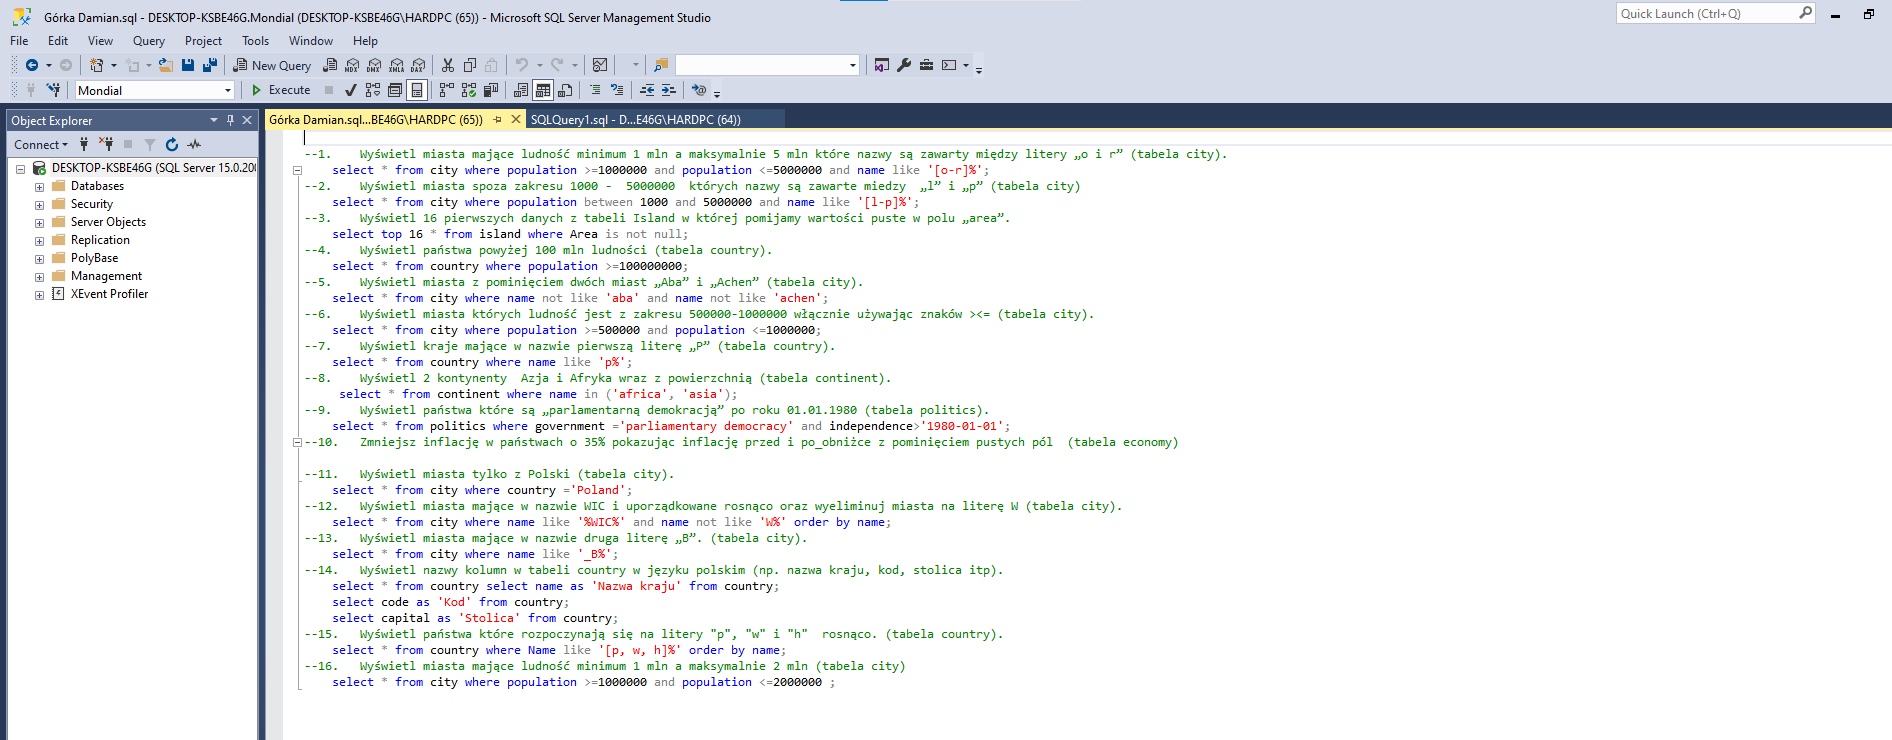 Górka Damian.sql - DESKTOP-KSBE46G.Mondial (DESKTOP-KSBE46G\HARDPC (65)) - Microsoft SQL Server Management Studio
Quick Launch (Ctrl+Q)
File Edit View Query Project Tools Window Help
New Query
MDX DMX XMLA DAX
Mondial
Execute
Object Explorer
Górka Damian.sql...BE46G\HARDPC (65))
SQLQuery1.sql - D...E46G\HARDPC (64))
Connect
DESKTOP-KSBE46G (SQL Server 15.0.200
Databases
Security
Server Objects
Replication
PolyBase
Management
XEvent Profiler
--1. Wyświetl miasta mające ludność minimum 1 mln a maksymalnie 5 mln które nazwy są zawarty między litery „o i r” (tabela city).
select * from city where population >=1000000 and population <=5000000 and name like '[o-r]%';
--2. Wyświetl miasta spoza zakresu 1000 - 5000000 których nazwy są zawarte miedzy „l” i „p” (tabela city)
select * from city where population between 1000 and 5000000 and name like '[l-p]%';
--3. Wyświetl 16 pierwszych danych z tabeli Island w której pomijamy wartości puste w polu „area”.
select top 16 * from island where Area is not null;
--4. Wyświetl państwa powyżej 100 mln ludności (tabela country).
select * from country where population >=100000000;
--5. Wyświetl miasta z pominięciem dwóch miast „Aba” i „Achen” (tabela city).
select * from city where name not like 'aba' and name not like 'achen';
--6. Wyświetl miasta których ludność jest z zakresu 500000-1000000 włącznie używając znaków ><= (tabela city).
select * from city where population >=500000 and population <=1000000;
--7. Wyświetl kraje mające w nazwie pierwszą literę „P” (tabela country).
select * from country where name like 'p%';
--8. Wyświetl 2 kontynenty Azja i Afryka wraz z powierzchnią (tabela continent).
select * from continent where name in ('africa', 'asia');
--9. Wyświetl państwa które są „parlamentarną demokracją” po roku 01.01.1980 (tabela politics).
select * from politics where government ='parliamentary democracy' and independence>'1980-01-01';
--10. Zmniejsz inflację w państwach o 35% pokazując inflację przed i po_obniżce z pominięciem pustych pól (tabela economy)
--11. Wyświetl miasta tylko z Polski (tabela city).
select * from city where country ='Poland';
--12. Wyświetl miasta mające w nazwie WIC i uporządkowane rosnąco oraz wyeliminuj miasta na literę W (tabela city).
select * from city where name like '%WIC%' and name not like 'W%' order by name;
--13. Wyświetl miasta mające w nazwie druga literę „B”. (tabela city).
select * from city where name like '_B%';
--14. Wyświetl nazwy kolumn w tabeli country w języku polskim (np. nazwa kraju, kod, stolica itp).
select * from country select name as 'Nazwa kraju' from country;
select code as 'Kod' from country;
select capital as 'Stolica' from country;
--15. Wyświetl państwa które rozpoczynają się na litery "p", "w" i "h" rosnąco. (tabela country).
select * from country where Name like '[p, w, h]%' order by name;
--16. Wyświetl miasta mające ludność minimum 1 mln a maksymalnie 2 mln (tabela city)
select * from city where population >=1000000 and population <=2000000 ;